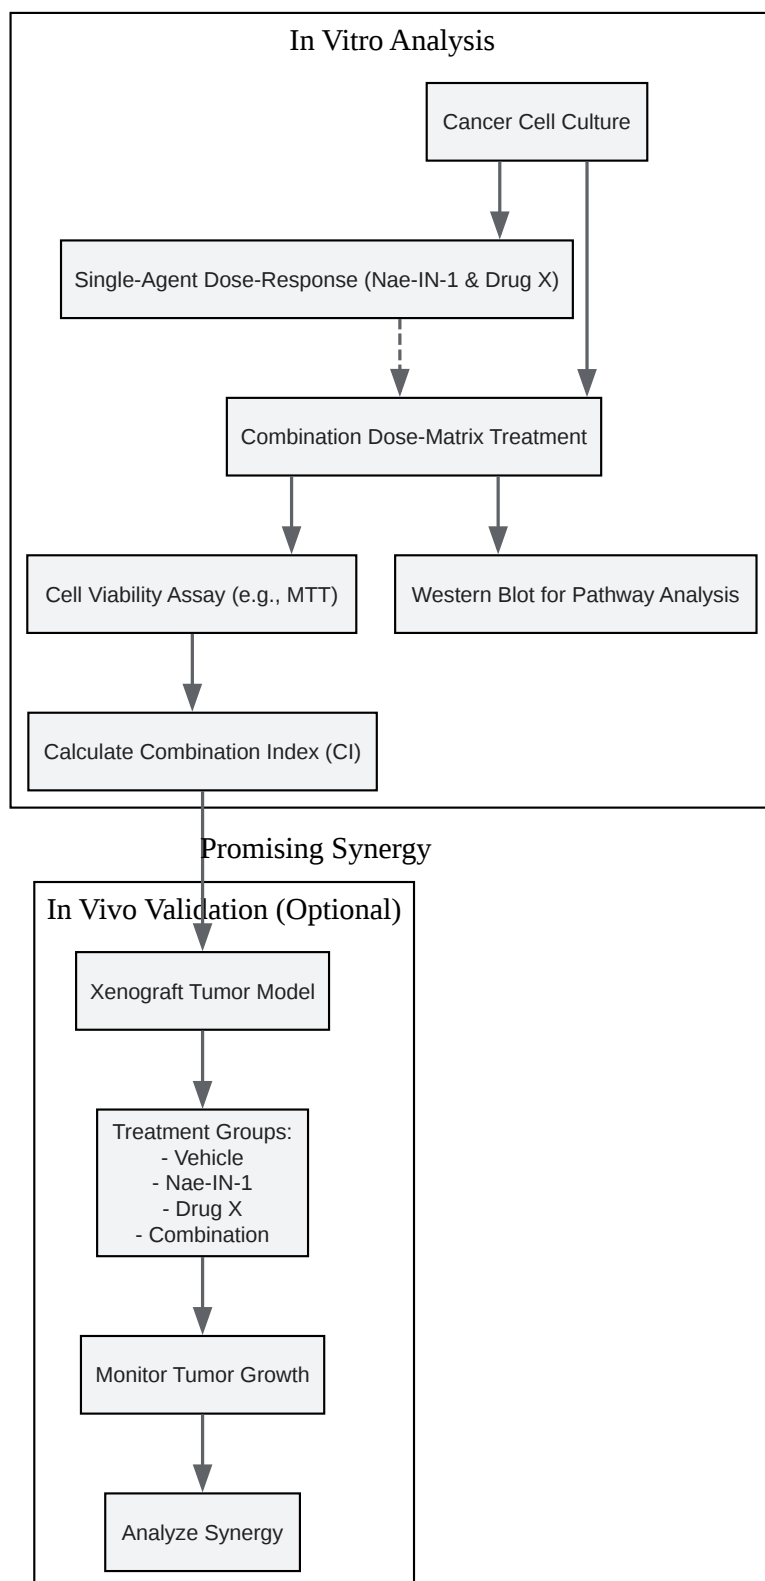 In Vitro Analysis
Cancer Cell Culture
Single-Agent Dose-Response (Nae-IN-1 & Drug X)
Combination Dose-Matrix Treatment
Cell Viability Assay (e.g., MTT)
Western Blot for Pathway Analysis
Calculate Combination Index (CI)
Promising Synergy
In Vivo Validation (Optional)
Xenograft Tumor Model
Treatment Groups:
- Vehicle
- Nae-IN-1
- Drug X
- Combination
Monitor Tumor Growth
Analyze Synergy